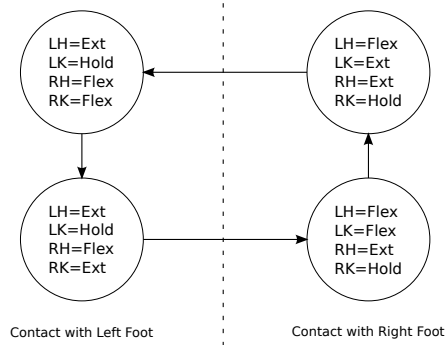 LH=Ext
LK=Hold
RH=Flex
RK=Flex
LH=Flex
LK=Ext
RH=Ext
RK=Hold
LH=Ext
LK=Hold
RH=Flex
RK=Ext
LH=Flex
LK=Flex
RH=Ext
RK=Hold
Contact with Left Foot
Contact with Right Foot